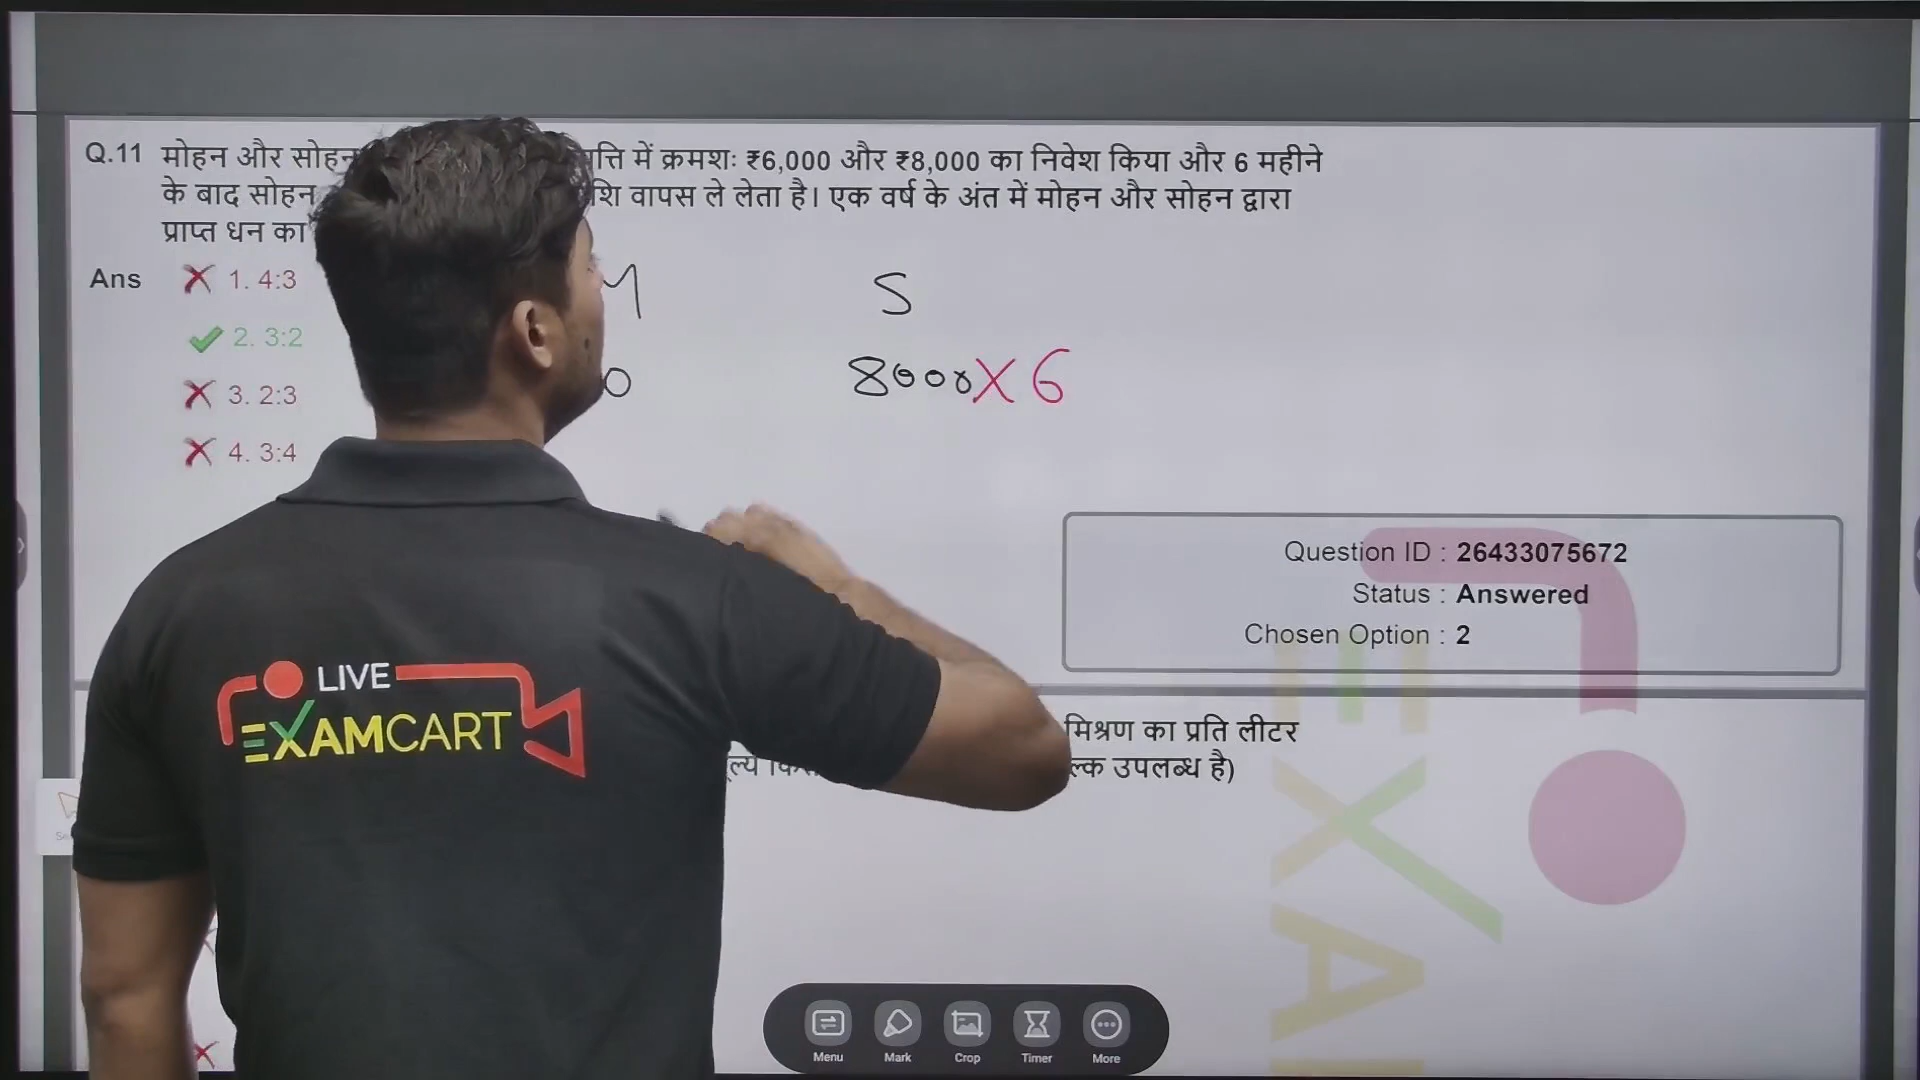 Q.11 मोहन और सोहन में क्रमशः ₹6,000 और ₹8,000 का निवेश किया और 6 महीने
के बाद सोहन वापस ले लेता है। एक वर्ष के अंत में मोहन और सोहन द्वारा
प्राप्त धन का
Ans 1. 4:3
2. 3:2
3. 2:3
4. 3:4
S
8000 X 6
Question ID : 26433075672
Status : Answered
Chosen Option : 2
मिश्रण का प्रति लीटर
उपलब्ध है)
LIVE
EXAMCART
EXA
Menu Mark Crop Timer More